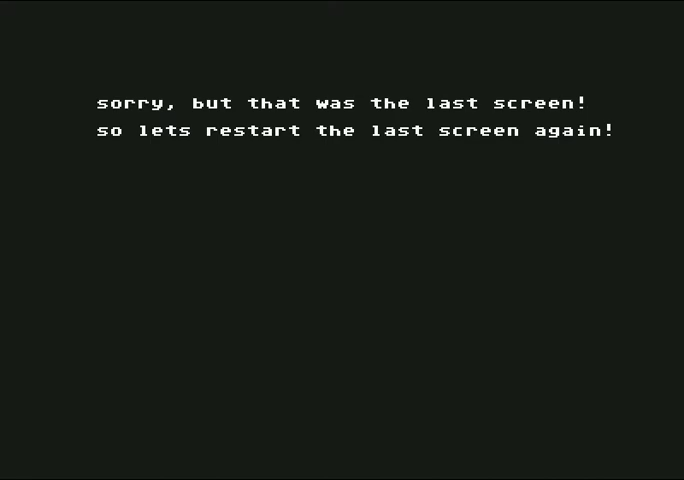 sorry, but that was the last screen!
so lets restart the last screen again!